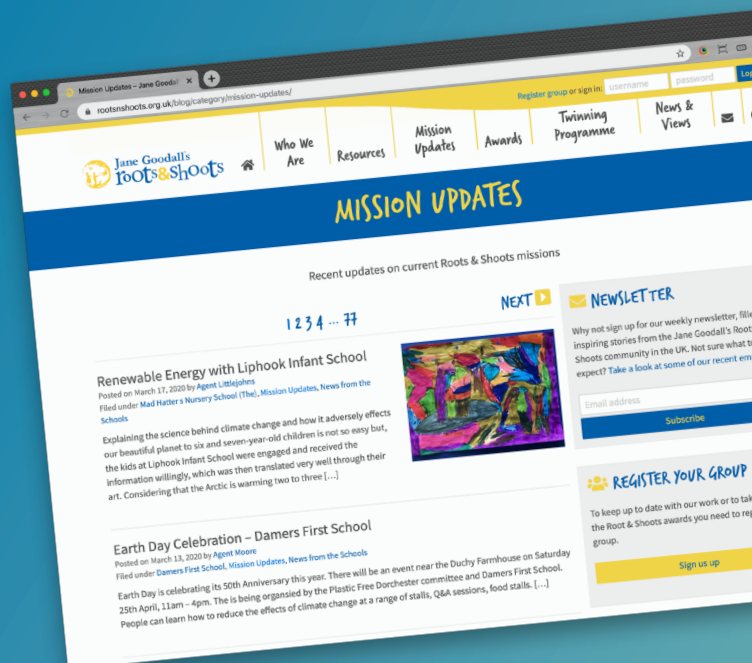 Mission Updates – Jane Goodall
rootsnshoots.org.uk/blog/category/mission-updates/
Register group or sign in: username password Log
Jane Goodall's
roots&shoots
Who We
Are
Resources
Mission
Updates
Awards
Twinning
Programme
News &
Views
MISSION UPDATES
Recent updates on current Roots & Shoots missions
1 2 3 4 ... 77
NEXT
Renewable Energy with Liphook Infant School
Posted on March 17, 2020 by Agent Littlejohns
Filed under Mad Hatter's Nursery School (The), Mission Updates, News from the
Schools
Explaining the science behind climate change and how it adversely effects
our beautiful planet to six and seven-year-old children is not so easy but,
the kids at Liphook Infant School were engaged and received the
information willingly, which was then translated very well through their
art. Considering that the Arctic is warming two to three […]
Earth Day Celebration – Damers First School
Posted on March 13, 2020 by Agent Moore
Filed under Damers First School, Mission Updates, News from the Schools
Earth Day is celebrating its 50th Anniversary this year. There will be an event near the Duchy Farmhouse on Saturday
25th April, 11am – 4pm. The is being organsied by the Plastic Free Dorchester committee and Damers First School.
People can learn how to reduce the effects of climate change at a range of stalls, Q&A sessions, food stalls. […]
NEWSLETTER
Why not sign up for our weekly newsletter, fille
inspiring stories from the Jane Goodall's Root
Shoots community in the UK. Not sure what t
expect? Take a look at some of our recent em
Email address
Subscribe
REGISTER YOUR GROUP
To keep up to date with our work or to tak
the Root & Shoots awards you need to reg
group.
Sign us up